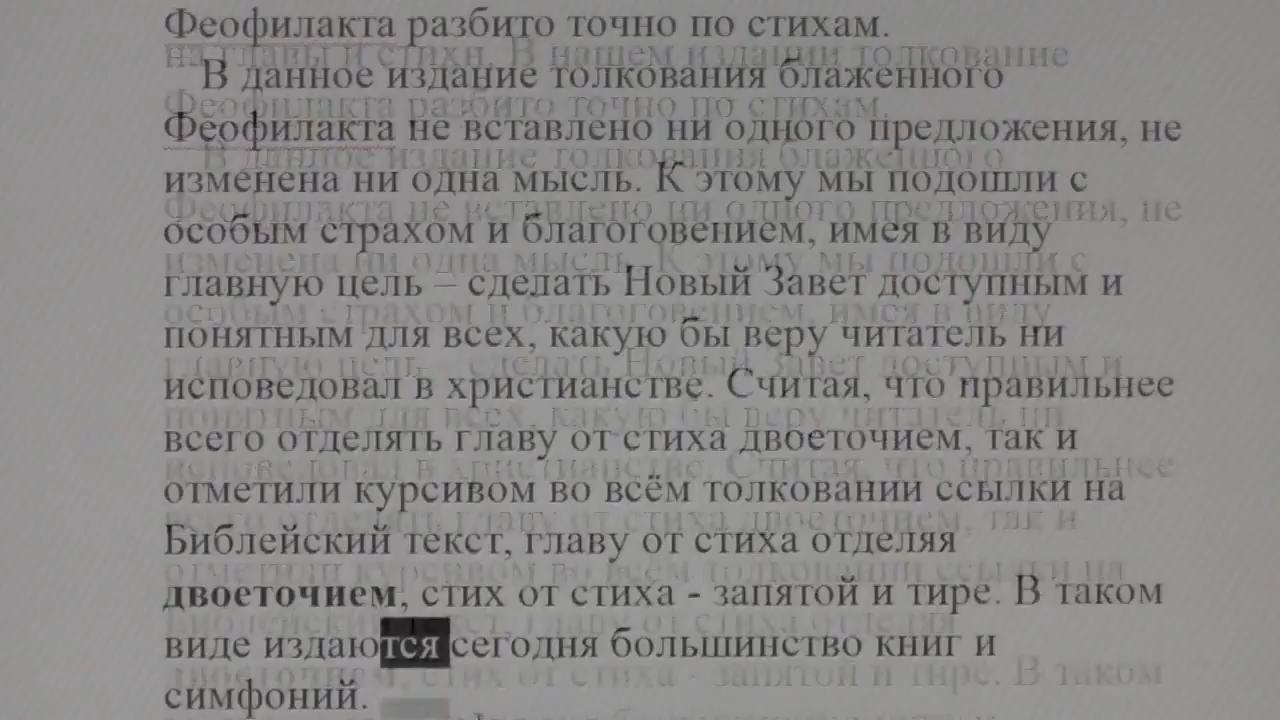 Феофилакта разбито точно по стихам.
В данное издание толкования блаженного
Феофилакта не вставлено ни одного предложения, не
изменена ни одна мысль. К этому мы подошли с
особым страхом и благоговением, имея в виду
главную цель – сделать Новый Завет доступным и
понятным для всех, какую бы веру читатель ни
исповедовал в христианстве. Считая, что правильнее
всего отделять главу от стиха двоеточием, так и
отметили курсивом во всём толковании ссылки на
Библейский текст, главу от стиха отделяя
двоеточием, стих от стиха - запятой и тире. В таком
виде издаются сегодня большинство книг и
симфоний.